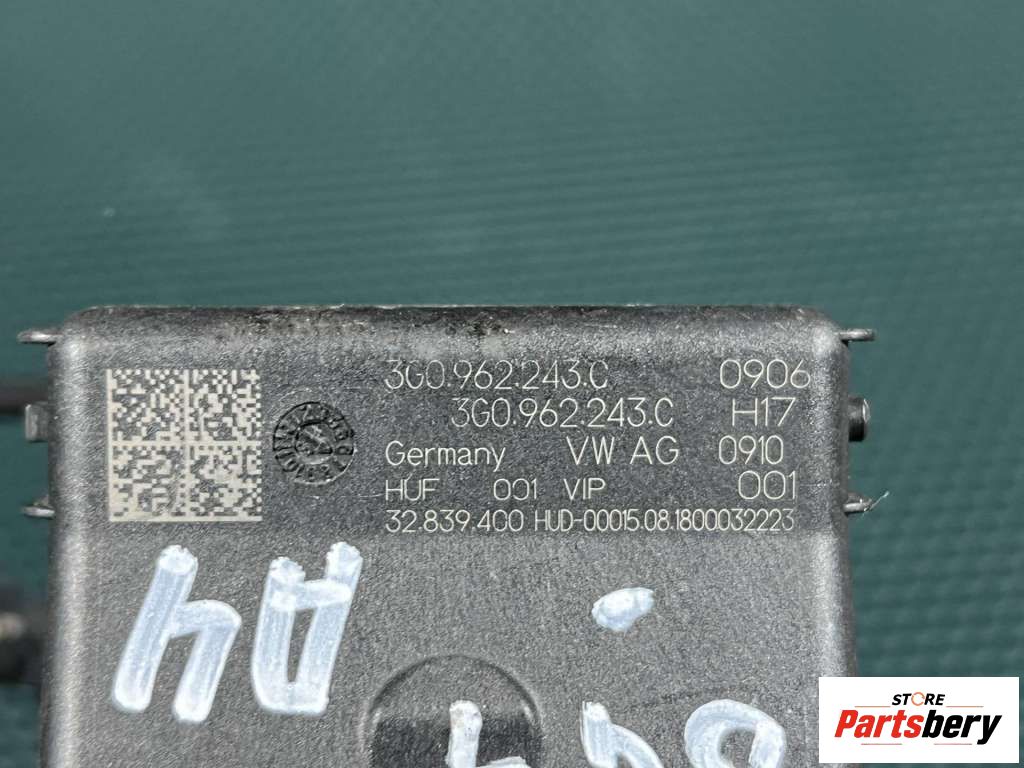 3G0.962.243.C 0906
3G0.962.243.C H17
Germany VW AG 0910
HUF 001 VIP 001
32.839.400 HUD-00015.08.1800032223
STORE
Partsbery